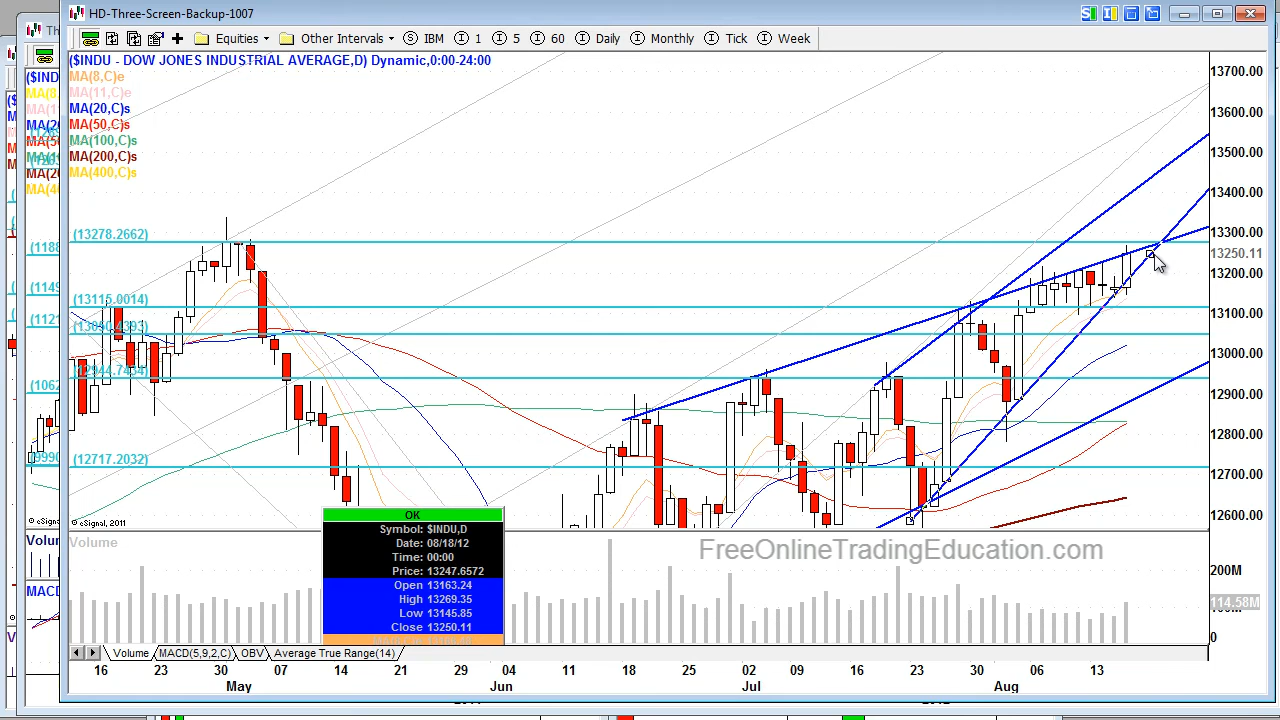 HD-Three-Screen-Backup-1007
Equities Other Intervals IBM 1 5 60 Daily Monthly Tick Week
($INDU - DOW JONES INDUSTRIAL AVERAGE,D) Dynamic,0:00-24:00
MA(8,C)e
MA(11,C)e
MA(20,C)s
MA(50,C)s
MA(100,C)s
MA(200,C)s
MA(400,C)s
(13278.2662)
(13115.0014)
(12944.7434)
(12717.2032)
13700.00
13600.00
13500.00
13400.00
13300.00
13250.11
13200.00
13100.00
13000.00
12900.00
12800.00
12700.00
12600.00
© eSignal, 2011
© eSignal, 2011
OK
Symbol: $INDU,D
Date: 08/18/12
Time: 00:00
Price: 13247.6572
Open 13163.24
High 13269.35
Low 13145.85
Close 13250.11
Volume
FreeOnlineTradingEducation.com
200M
114.58M
0
Volume MACD(5,9,2,C) OBV Average True Range(14)
16 23 30 07 14 21 29 04 11 18 25 02 09 16 23 30 06 13
May Jun Jul Aug